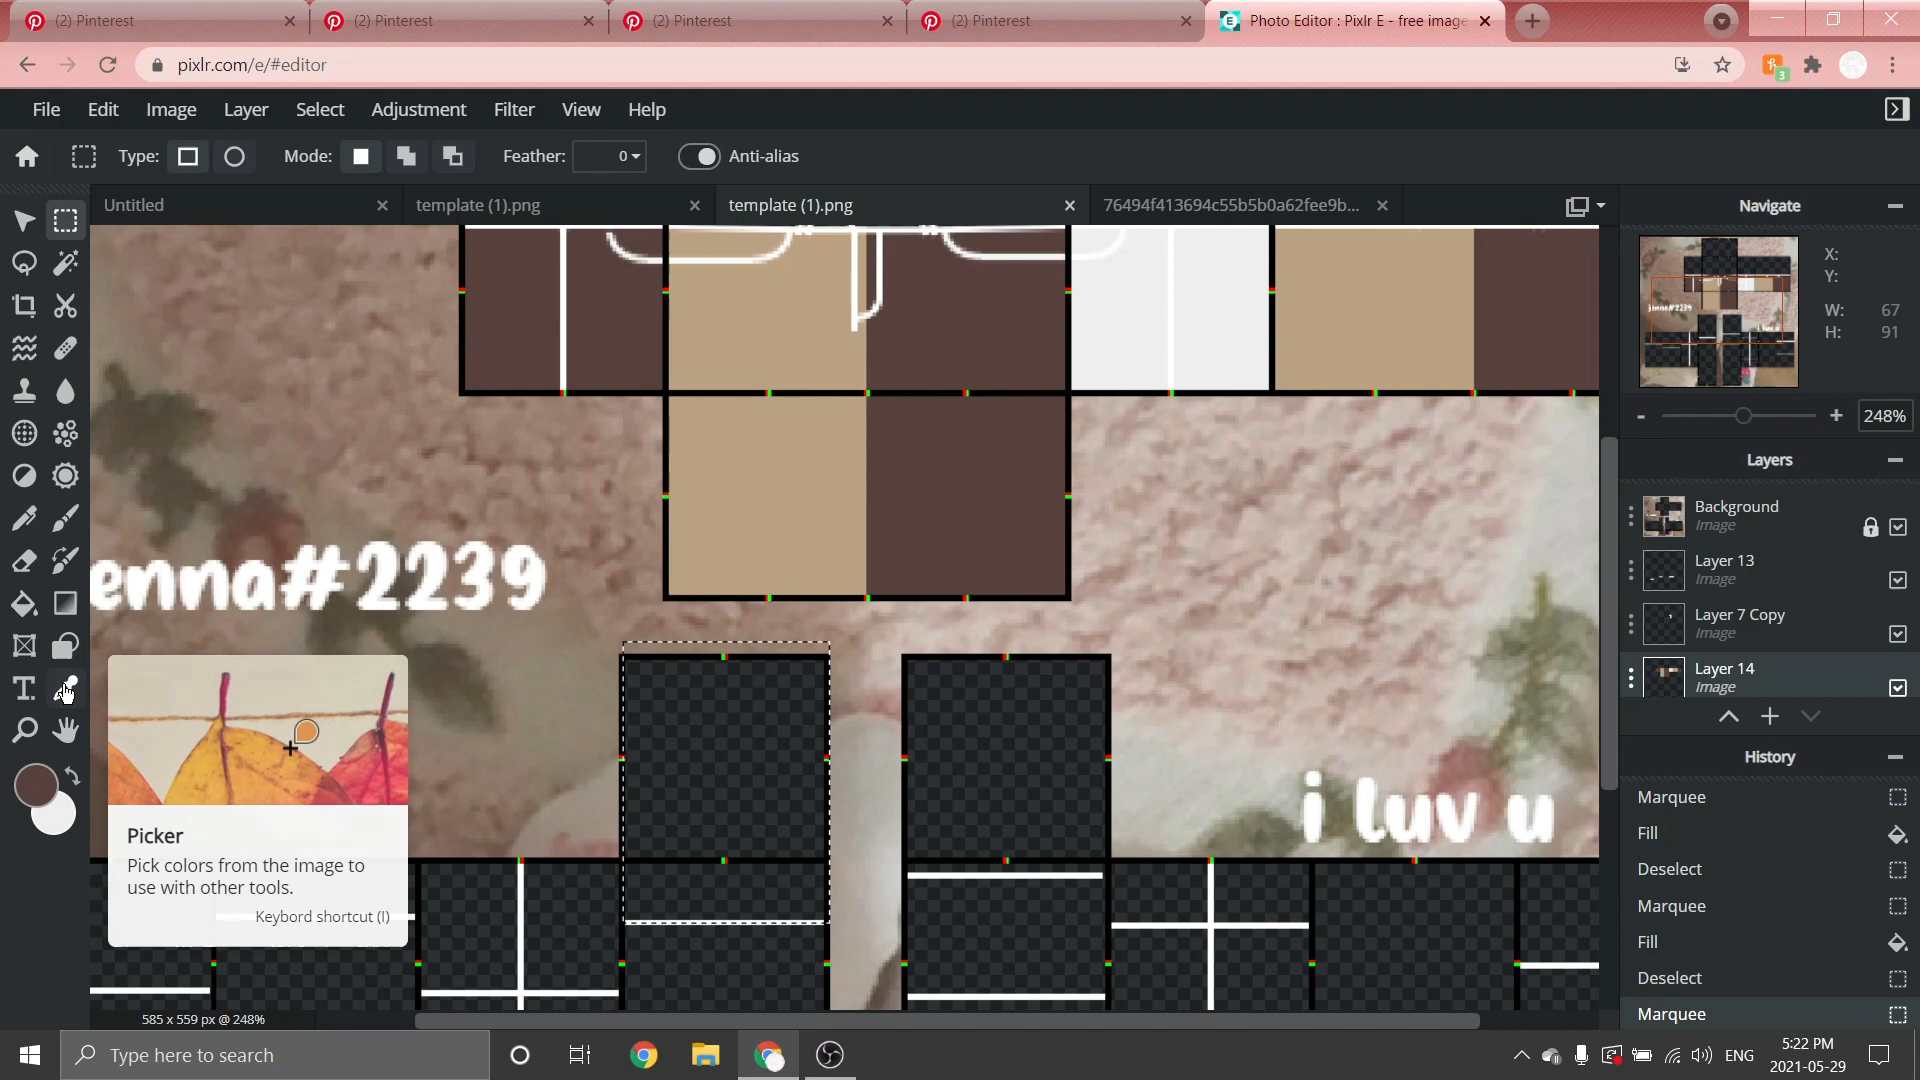 (2) Pinterest
(2) Pinterest
(2) Pinterest
(2) Pinterest
Photo Editor : Pixlr E - free image
pixlr.com/e/#editor
3
File Edit Image Layer Select Adjustment Filter View Help
Type: Mode: Feather: 0 Anti-alias
Untitled
template (1).png
template (1).png
76494f413694c55b5b0a62fee9b...
Navigate
X:
Y:
W: 67
H: 91
jenna#2239
i luv u
- + 248%
Layers
Background
Image
Layer 13
Image
Layer 7 Copy
Image
Layer 14
Image
History
Marquee
Fill
Deselect
Marquee
Fill
Deselect
Marquee
enna#2239
i luv u
Picker
Pick colors from the image to
use with other tools.
Keybord shortcut (I)
585 x 559 px @ 248%
Type here to search
ENG
5:22 PM
2021-05-29